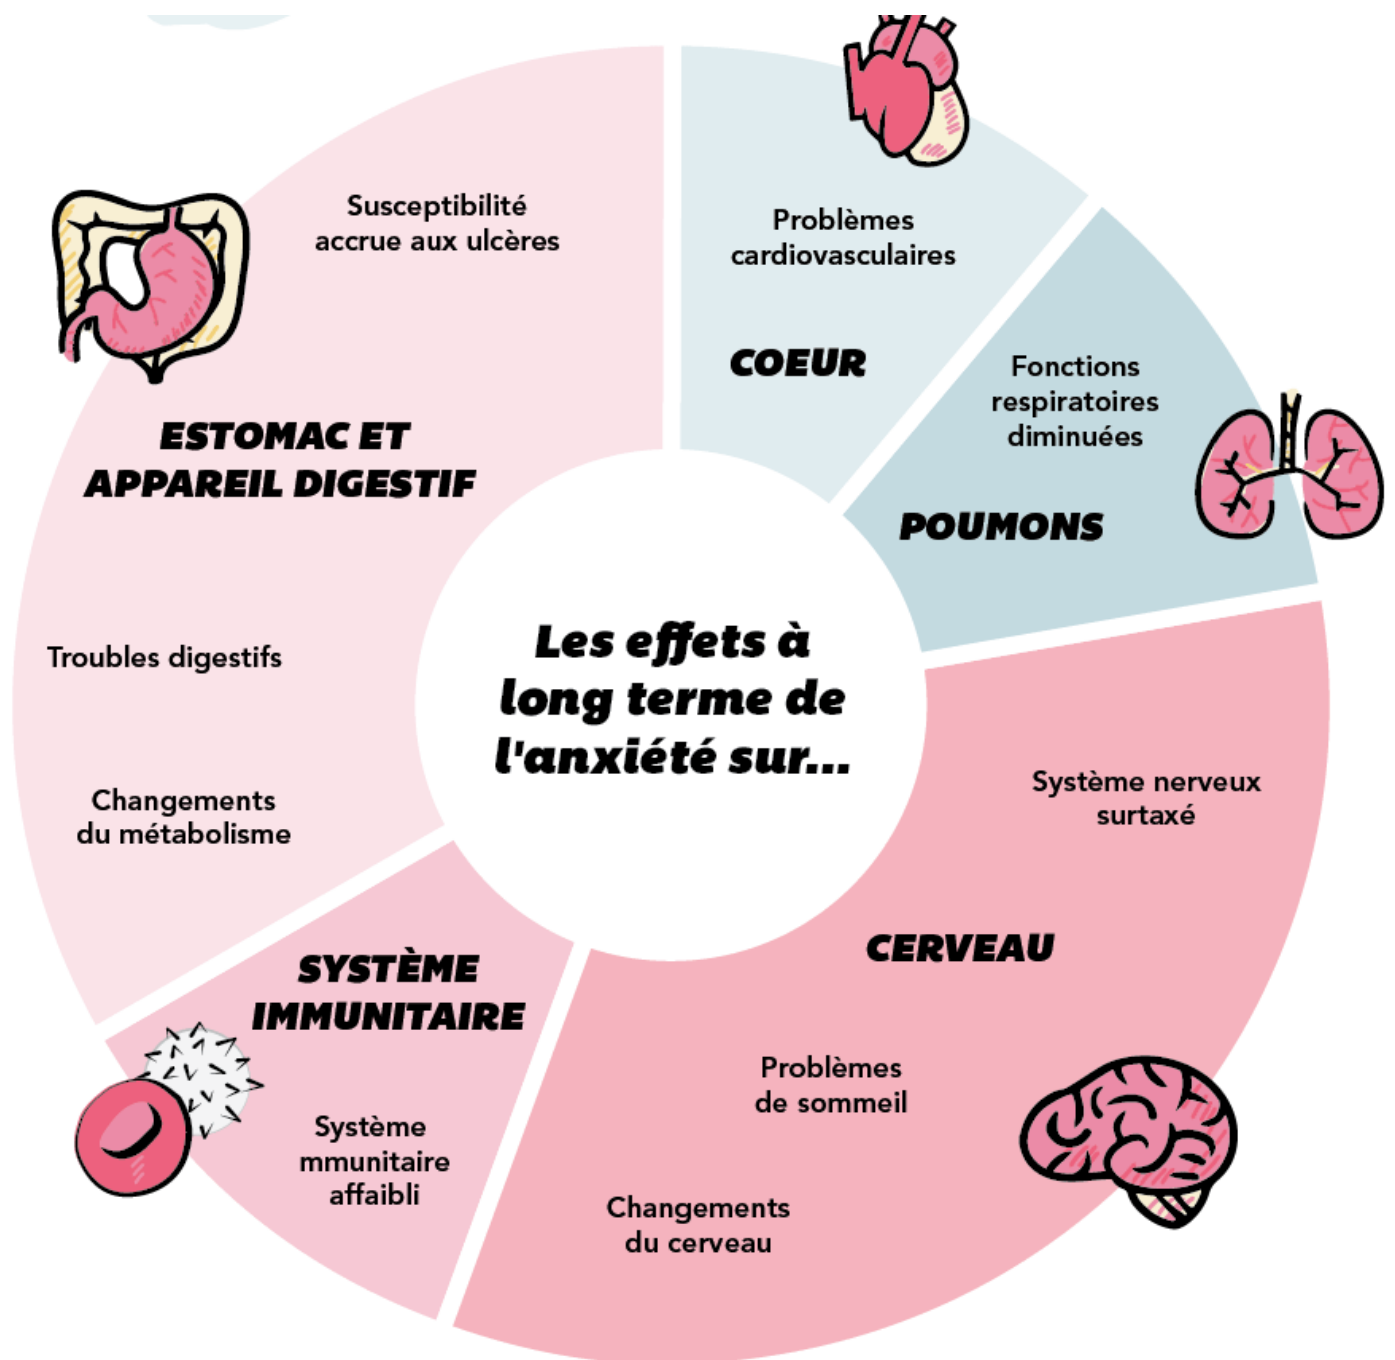 Les effets à
long terme de
l'anxiété sur...
Problèmes
cardiovasculaires
COEUR
Fonctions
respiratoires
diminuées
POUMONS
Système nerveux
surtaxé
CERVEAU
Problèmes
de sommeil
Changements
du cerveau
SYSTÈME
IMMUNITAIRE
Système
mmunitaire
affaibli
Susceptibilité
accrue aux ulcères
ESTOMAC ET
APPAREIL DIGESTIF
Troubles digestifs
Changements
du métabolisme